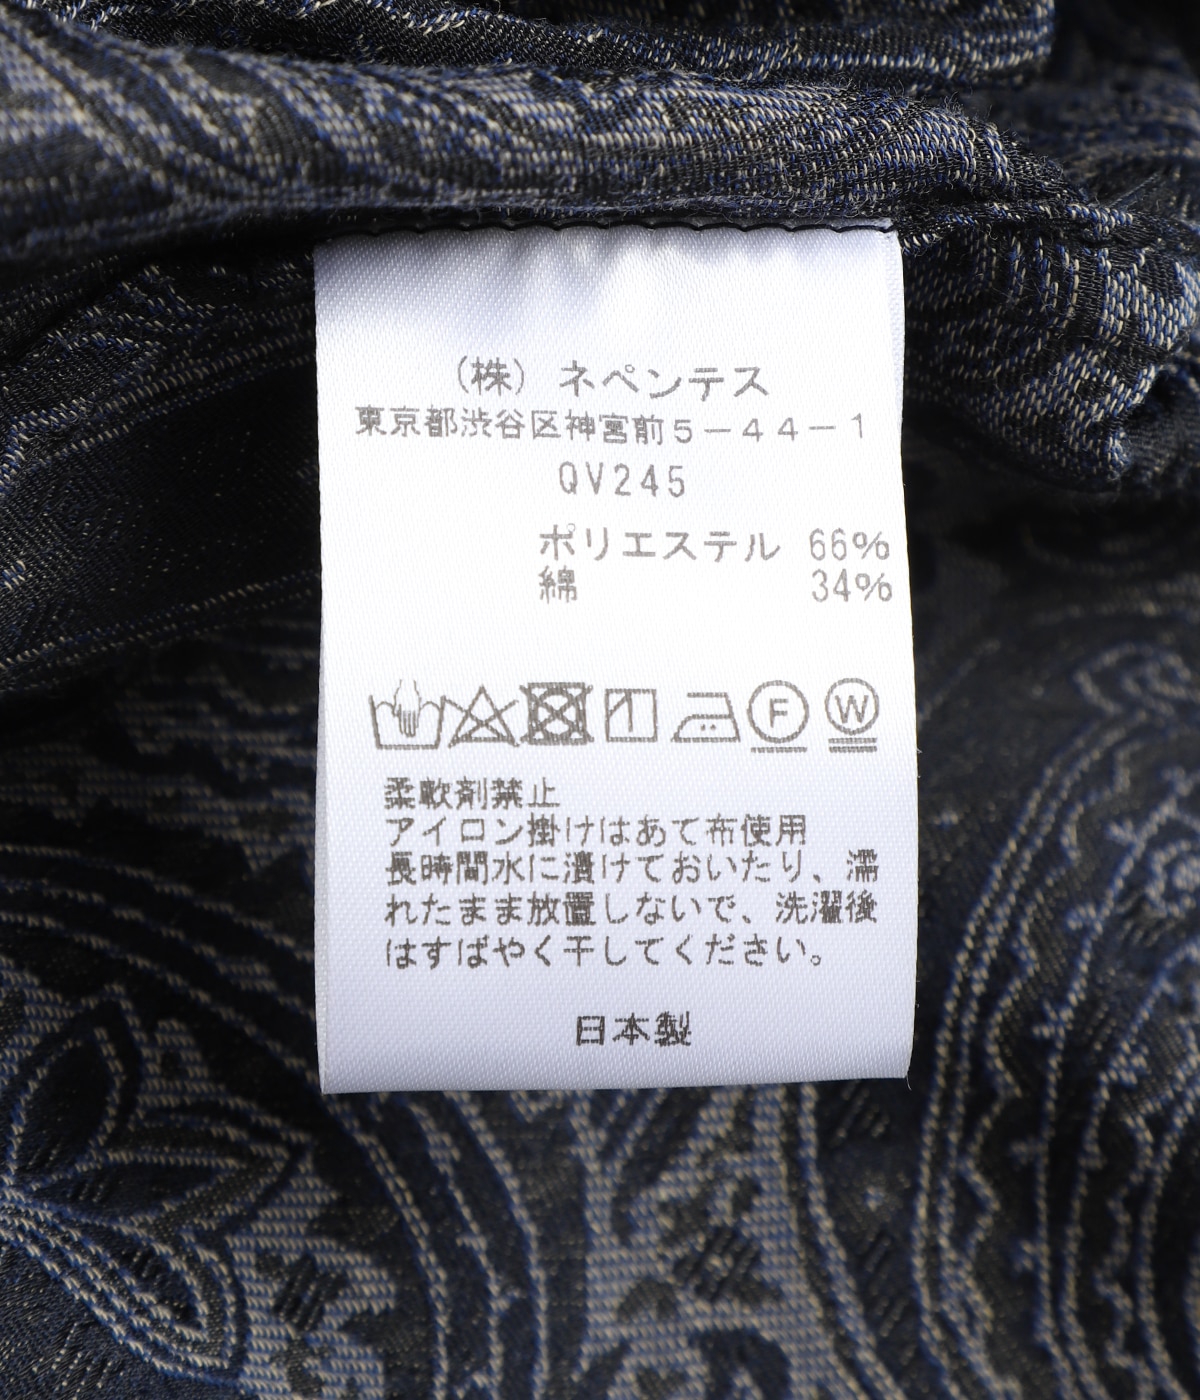 (株) ネペンテス
東京都渋谷区神宮前5-44-1
QV245
ポリエステル 66%
綿 34%
F W
柔軟剤禁止
アイロン掛けはあて布使用
長時間水に漬けておいたり、濡
れたまま放置しないで、洗濯後
はすばやく干してください。
日本製